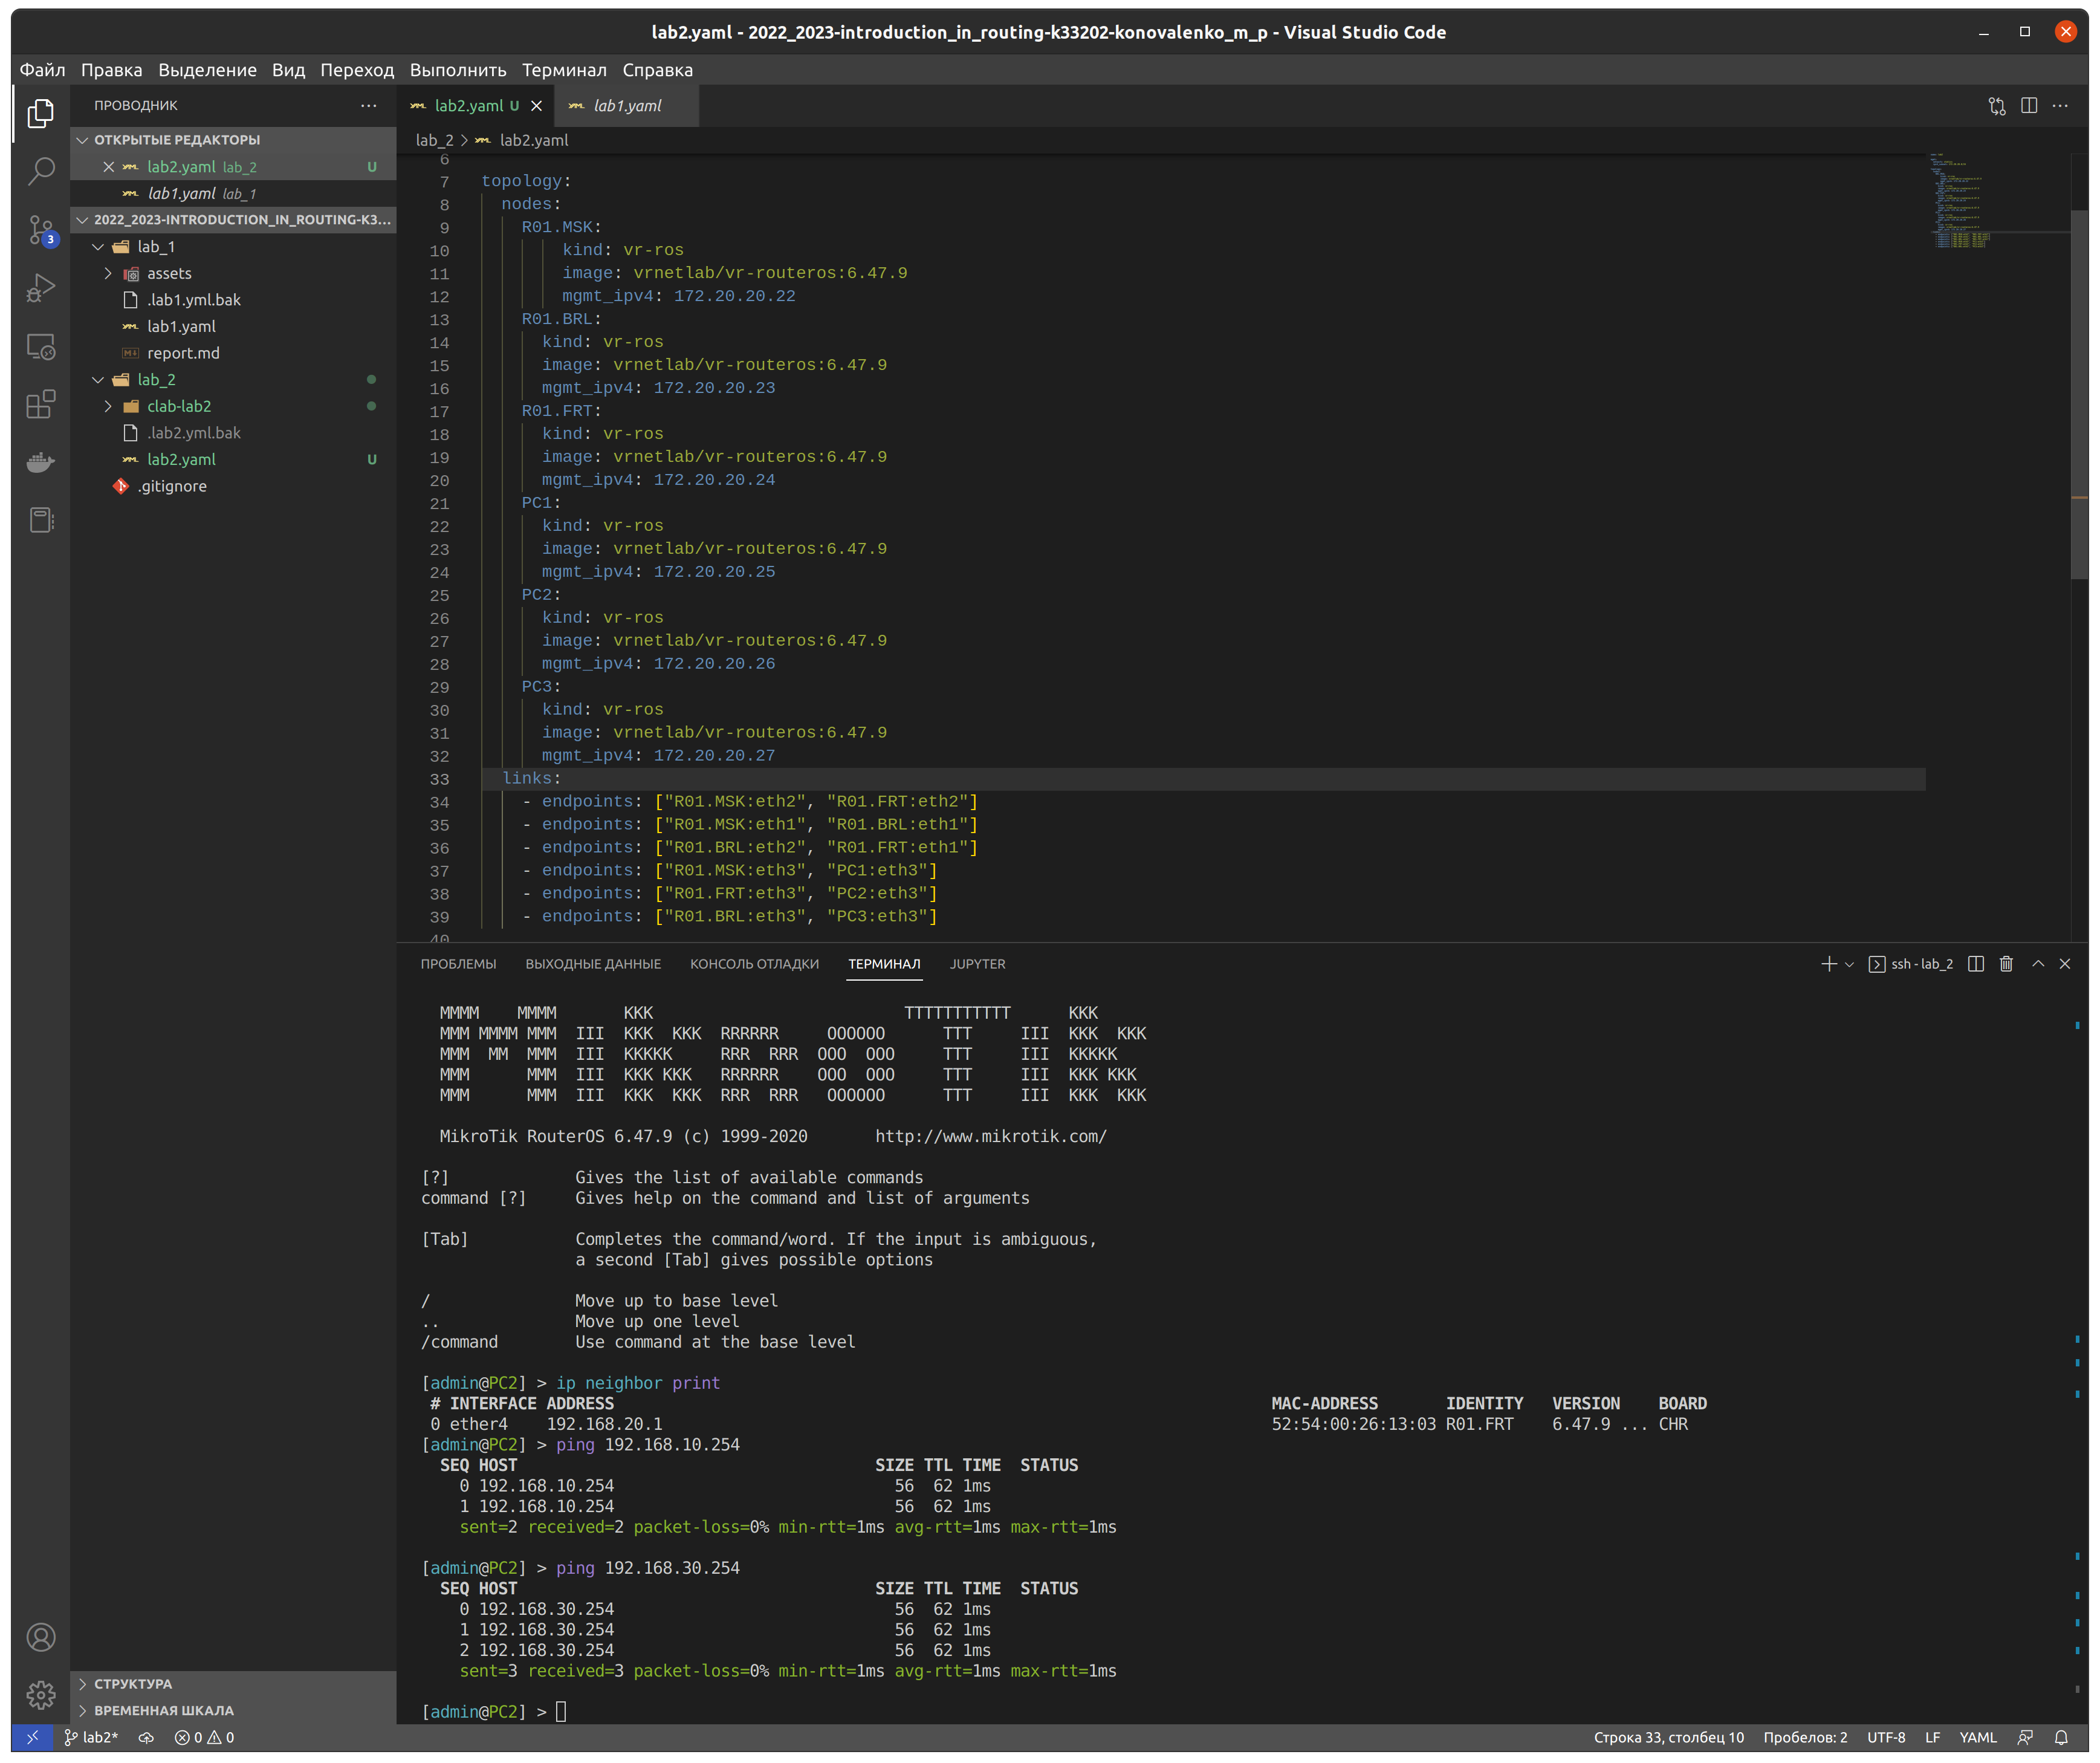 lab2.yaml - 2022_2023-introduction_in_routing-k33202-konovalenko_m_p - Visual Studio Code
Файл Правка Выделение Вид Переход Выполнить Терминал Справка
ПРОВОДНИК
ОТКРЫТЫЕ РЕДАКТОРЫ
lab2.yaml lab_2 U
lab1.yaml lab_1
2022_2023-INTRODUCTION_IN_ROUTING-K3...
lab_1
assets
.lab1.yml.bak
lab1.yaml
report.md
lab_2
clab-lab2
.lab2.yml.bak
lab2.yaml U
.gitignore
3
СТРУКТУРА
ВРЕМЕННАЯ ШКАЛА
lab2.yaml U
lab1.yaml
lab_2 > lab2.yaml
6
7 topology:
8 nodes:
9 R01.MSK:
10 kind: vr-ros
11 image: vrnetlab/vr-routeros:6.47.9
12 mgmt_ipv4: 172.20.20.22
13 R01.BRL:
14 kind: vr-ros
15 image: vrnetlab/vr-routeros:6.47.9
16 mgmt_ipv4: 172.20.20.23
17 R01.FRT:
18 kind: vr-ros
19 image: vrnetlab/vr-routeros:6.47.9
20 mgmt_ipv4: 172.20.20.24
21 PC1:
22 kind: vr-ros
23 image: vrnetlab/vr-routeros:6.47.9
24 mgmt_ipv4: 172.20.20.25
25 PC2:
26 kind: vr-ros
27 image: vrnetlab/vr-routeros:6.47.9
28 mgmt_ipv4: 172.20.20.26
29 PC3:
30 kind: vr-ros
31 image: vrnetlab/vr-routeros:6.47.9
32 mgmt_ipv4: 172.20.20.27
33 links:
34 - endpoints: ["R01.MSK:eth2", "R01.FRT:eth2"]
35 - endpoints: ["R01.MSK:eth1", "R01.BRL:eth1"]
36 - endpoints: ["R01.BRL:eth2", "R01.FRT:eth1"]
37 - endpoints: ["R01.MSK:eth3", "PC1:eth3"]
38 - endpoints: ["R01.FRT:eth3", "PC2:eth3"]
39 - endpoints: ["R01.BRL:eth3", "PC3:eth3"]
40
ПРОБЛЕМЫ ВЫХОДНЫЕ ДАННЫЕ КОНСОЛЬ ОТЛАДКИ ТЕРМИНАЛ JUPYTER
ssh - lab_2
MMMM MMMM KKK TTTTTTTTTTT KKK
MMM MMMM MMM III KKK KKK RRRRRR OOOOOO TTT III KKK KKK
MMM MM MMM III KKKKK RRR RRR OOO OOO TTT III KKKKK
MMM MMM III KKK KKK RRRRRR OOO OOO TTT III KKK KKK
MMM MMM III KKK KKK RRR RRR OOOOOO TTT III KKK KKK
MikroTik RouterOS 6.47.9 (c) 1999-2020 http://www.mikrotik.com/
[?] Gives the list of available commands
command [?] Gives help on the command and list of arguments
[Tab] Completes the command/word. If the input is ambiguous,
a second [Tab] gives possible options
/ Move up to base level
.. Move up one level
/command Use command at the base level
[admin@PC2] > ip neighbor print
# INTERFACE ADDRESS MAC-ADDRESS IDENTITY VERSION BOARD
0 ether4 192.168.20.1 52:54:00:26:13:03 R01.FRT 6.47.9 ... CHR
[admin@PC2] > ping 192.168.10.254
SEQ HOST SIZE TTL TIME STATUS
0 192.168.10.254 56 62 1ms
1 192.168.10.254 56 62 1ms
sent=2 received=2 packet-loss=0% min-rtt=1ms avg-rtt=1ms max-rtt=1ms
[admin@PC2] > ping 192.168.30.254
SEQ HOST SIZE TTL TIME STATUS
0 192.168.30.254 56 62 1ms
1 192.168.30.254 56 62 1ms
2 192.168.30.254 56 62 1ms
sent=3 received=3 packet-loss=0% min-rtt=1ms avg-rtt=1ms max-rtt=1ms
[admin@PC2] >
lab2* 0 0
Строка 33, столбец 10 Пробелов: 2 UTF-8 LF YAML